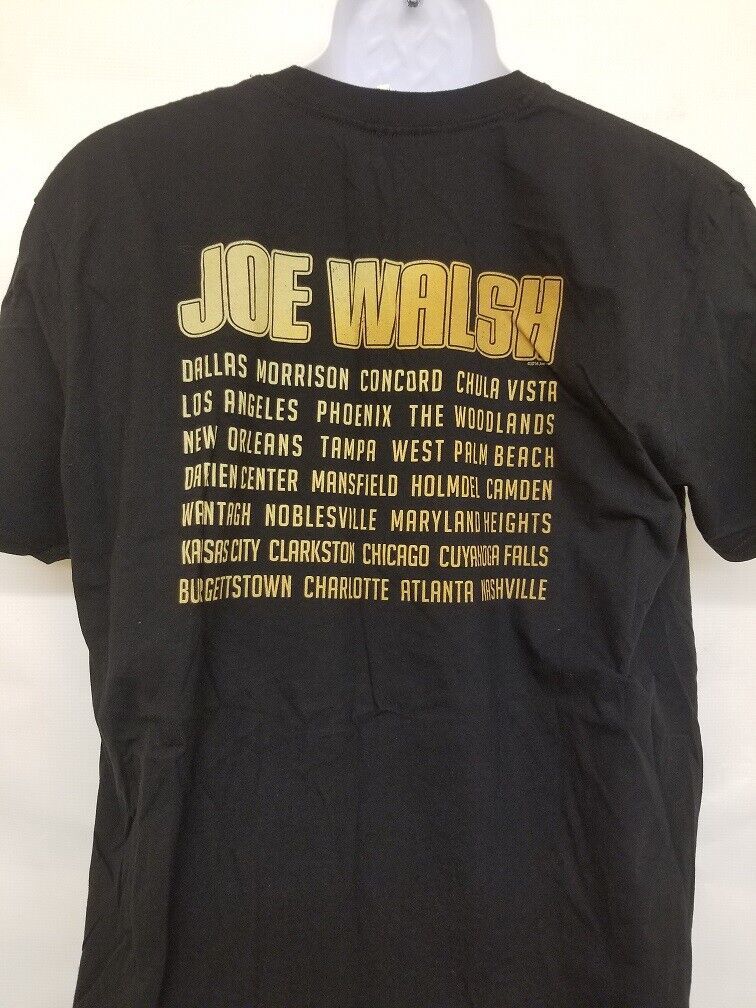 JOE WALSH
DALLAS MORRISON CONCORD CHULA VISTA
LOS ANGELES PHOENIX THE WOODLANDS
NEW ORLEANS TAMPA WEST PALM BEACH
DARIEN CENTER MANSFIELD HOLMDEL CAMDEN
WANTAGH NOBLESVILLE MARYLAND HEIGHTS
KANSAS CITY CLARKSTON CHICAGO CUYAHOGA FALLS
BURGETTSTOWN CHARLOTTE ATLANTA NASHVILLE